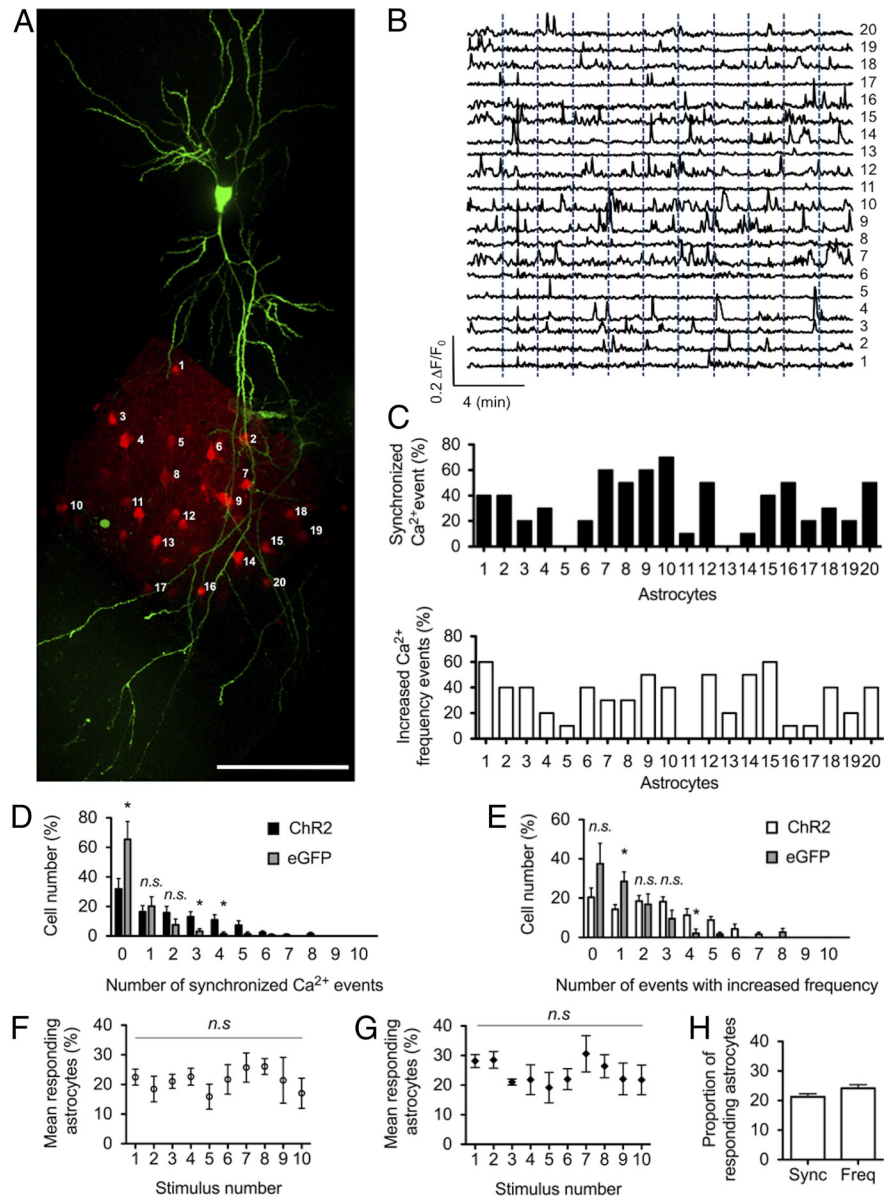 A
1
3
4
5
6
2
7
8
9
10
11
12
13
14
15
16
17
18
19
20
B
20
19
18
17
16
15
14
13
12
11
10
9
8
7
6
5
4
3
2
1
0.2 ΔF/F0
4 (min)
C
Synchronized
Ca2+event (%)
80
60
40
20
0
1 2 3 4 5 6 7 8 9 10 11 12 13 14 15 16 17 18 19 20
Astrocytes
Increased Ca2+
frequency events (%)
80
60
40
20
0
1 2 3 4 5 6 7 8 9 10 11 12 13 14 15 16 17 18 19 20
Astrocytes
D
Cell number (%)
80
60
40
20
0
*
n.s.
n.s.
*
*
ChR2
eGFP
0 1 2 3 4 5 6 7 8 9 10
Number of synchronized Ca2+ events
E
Cell number (%)
60
40
20
0
n.s.
*
n.s.
n.s.
*
ChR2
eGFP
0 1 2 3 4 5 6 7 8 9 10
Number of events with increased frequency
F
Mean responding
astrocytes (%)
40
30
20
10
0
n.s
1 2 3 4 5 6 7 8 9 10
Stimulus number
G
Mean responding
astrocytes (%)
40
30
20
10
0
n.s
1 2 3 4 5 6 7 8 9 10
Stimulus number
H
Proportion of
responding astrocytes
40
30
20
10
0
Sync Freq